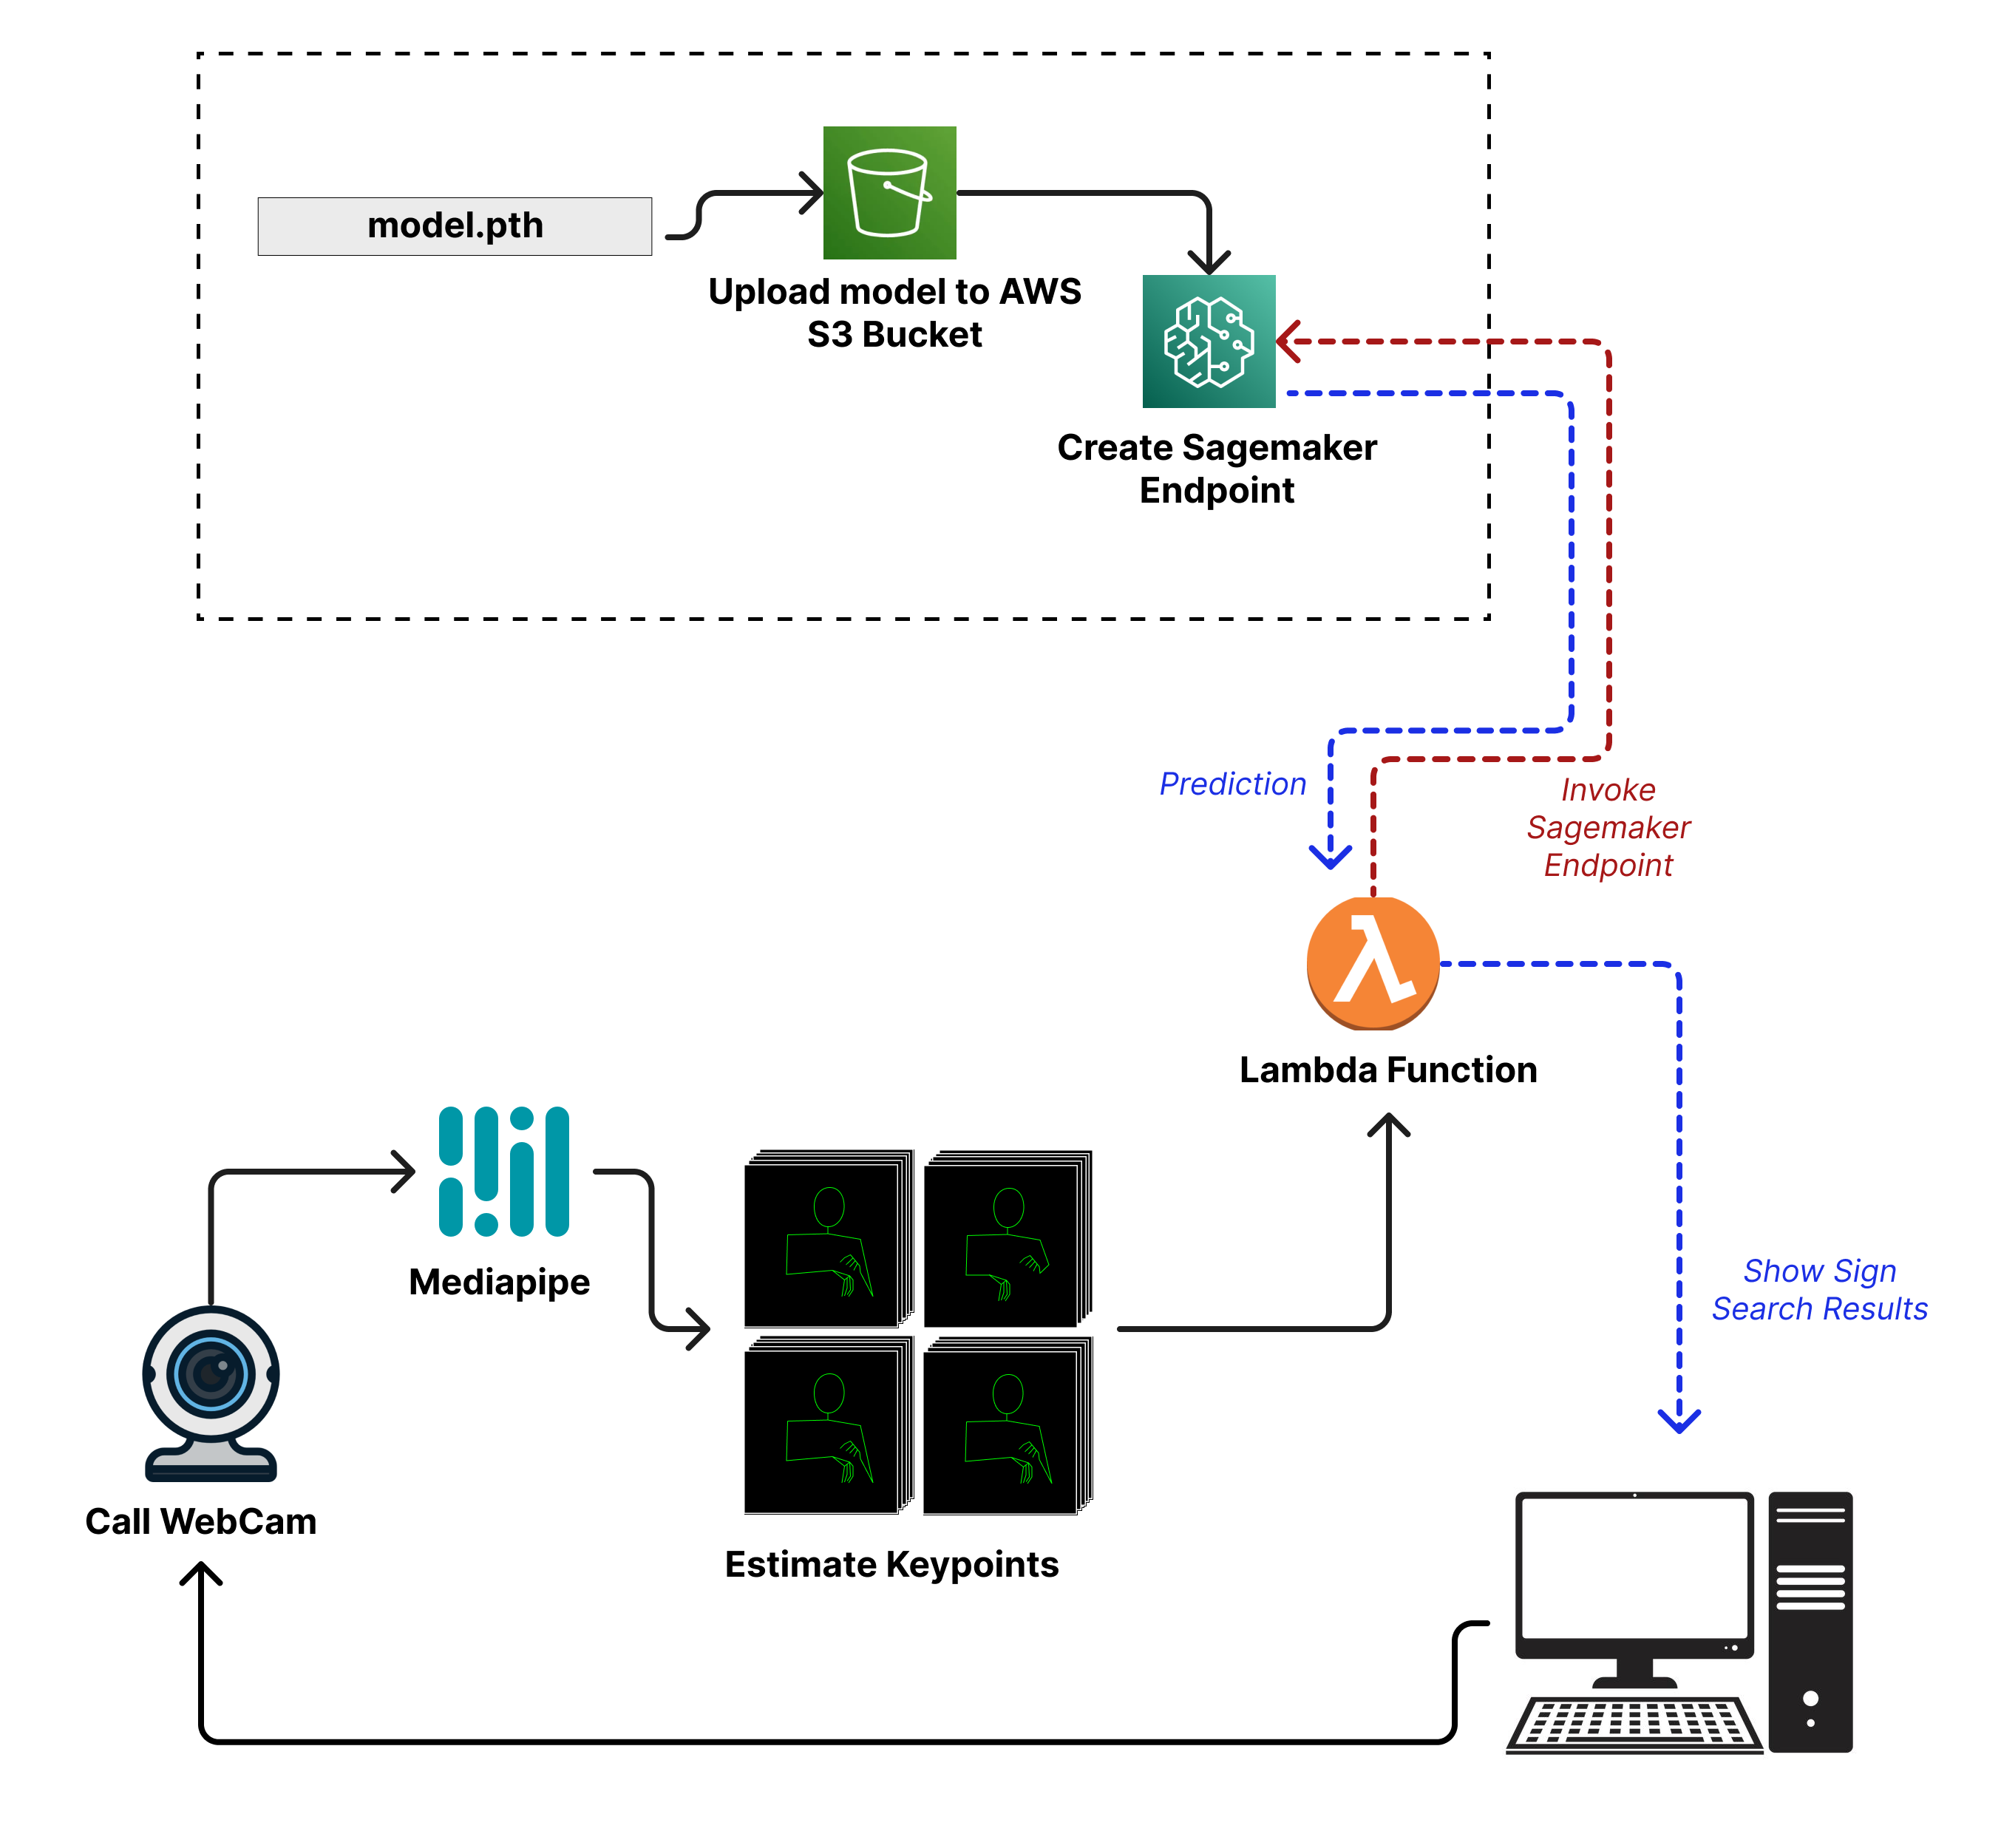 model.pth
Upload model to AWS
S3 Bucket
Create Sagemaker
Endpoint
Prediction
Invoke
Sagemaker
Endpoint
Lambda Function
Mediapipe
Show Sign
Search Results
Call WebCam
Estimate Keypoints